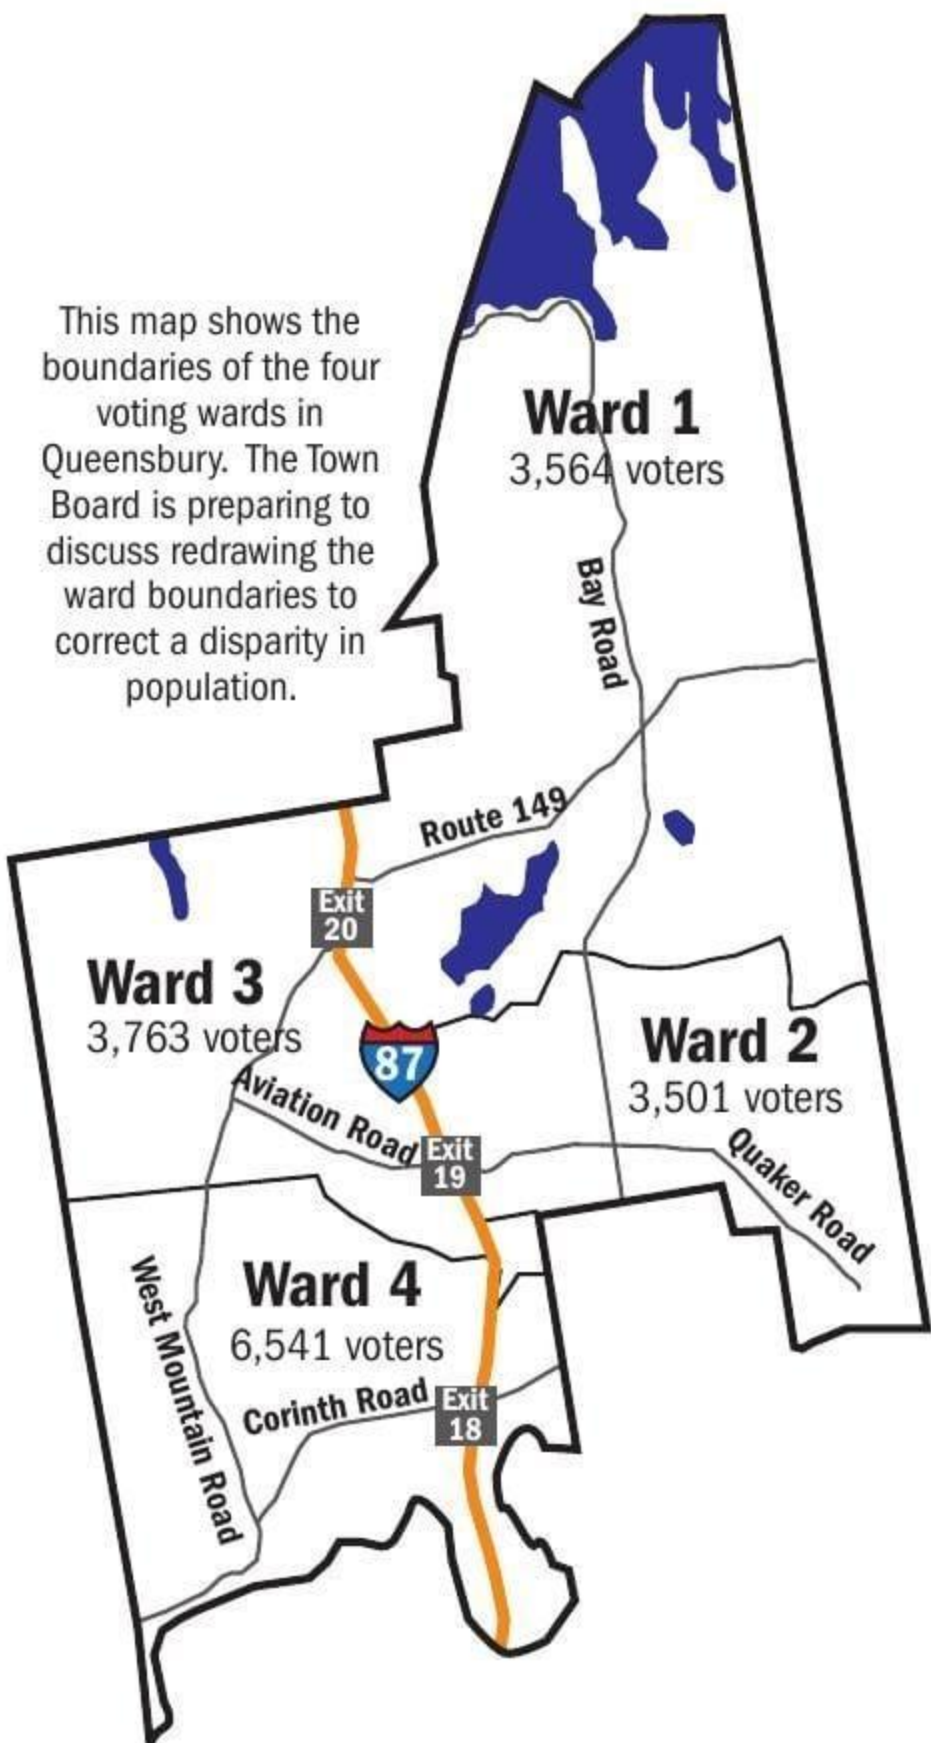 This map shows the
boundaries of the four
voting wards in
Queensbury. The Town
Board is preparing to
discuss redrawing the
ward boundaries to
correct a disparity in
population.
Ward 1
3,564 voters
Bay Road
Route 149
Exit
20
Ward 3
3,763 voters
87
Ward 2
3,501 voters
Aviation Road
Exit
19
Quaker Road
West Mountain Road
Ward 4
6,541 voters
Corinth Road
Exit
18